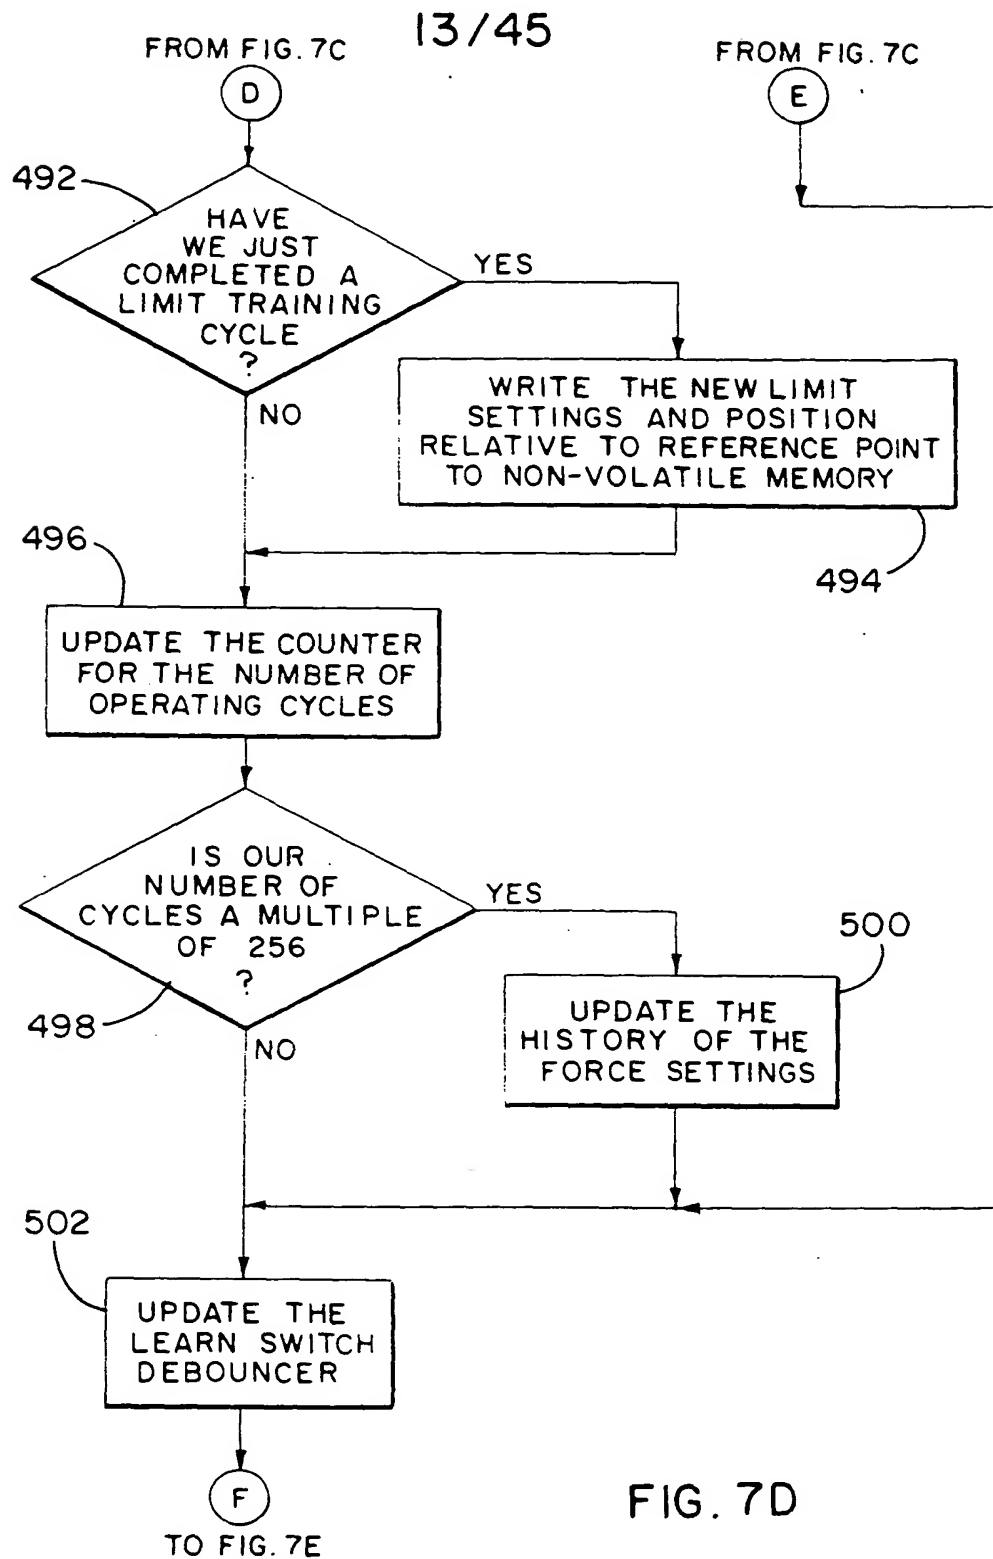 13/45
FROM FIG. 7C
D
FROM FIG. 7C
E
492
HAVE
WE JUST
COMPLETED A
LIMIT TRAINING
CYCLE
?
YES
NO
WRITE THE NEW LIMIT
SETTINGS AND POSITION
RELATIVE TO REFERENCE POINT
TO NON-VOLATILE MEMORY
494
496
UPDATE THE COUNTER
FOR THE NUMBER OF
OPERATING CYCLES
IS OUR
NUMBER OF
CYCLES A MULTIPLE
OF 256
?
YES
498
NO
500
UPDATE THE
HISTORY OF THE
FORCE SETTINGS
502
UPDATE THE
LEARN SWITCH
DEBOUNCER
F
TO FIG. 7E
FIG. 7D